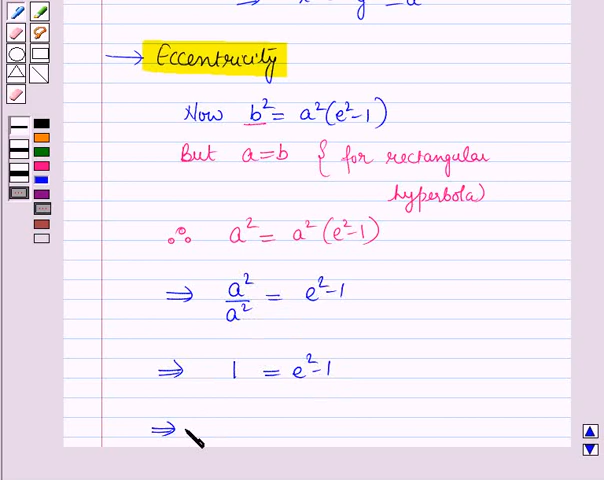 → Eccentricity
Now b² = a²(e²-1)
But a=b { for rectangular
hyperbola)
∴ a² = a²(e²-1)
⇒ a²/a² = e²-1
⇒ 1 = e²-1
⇒